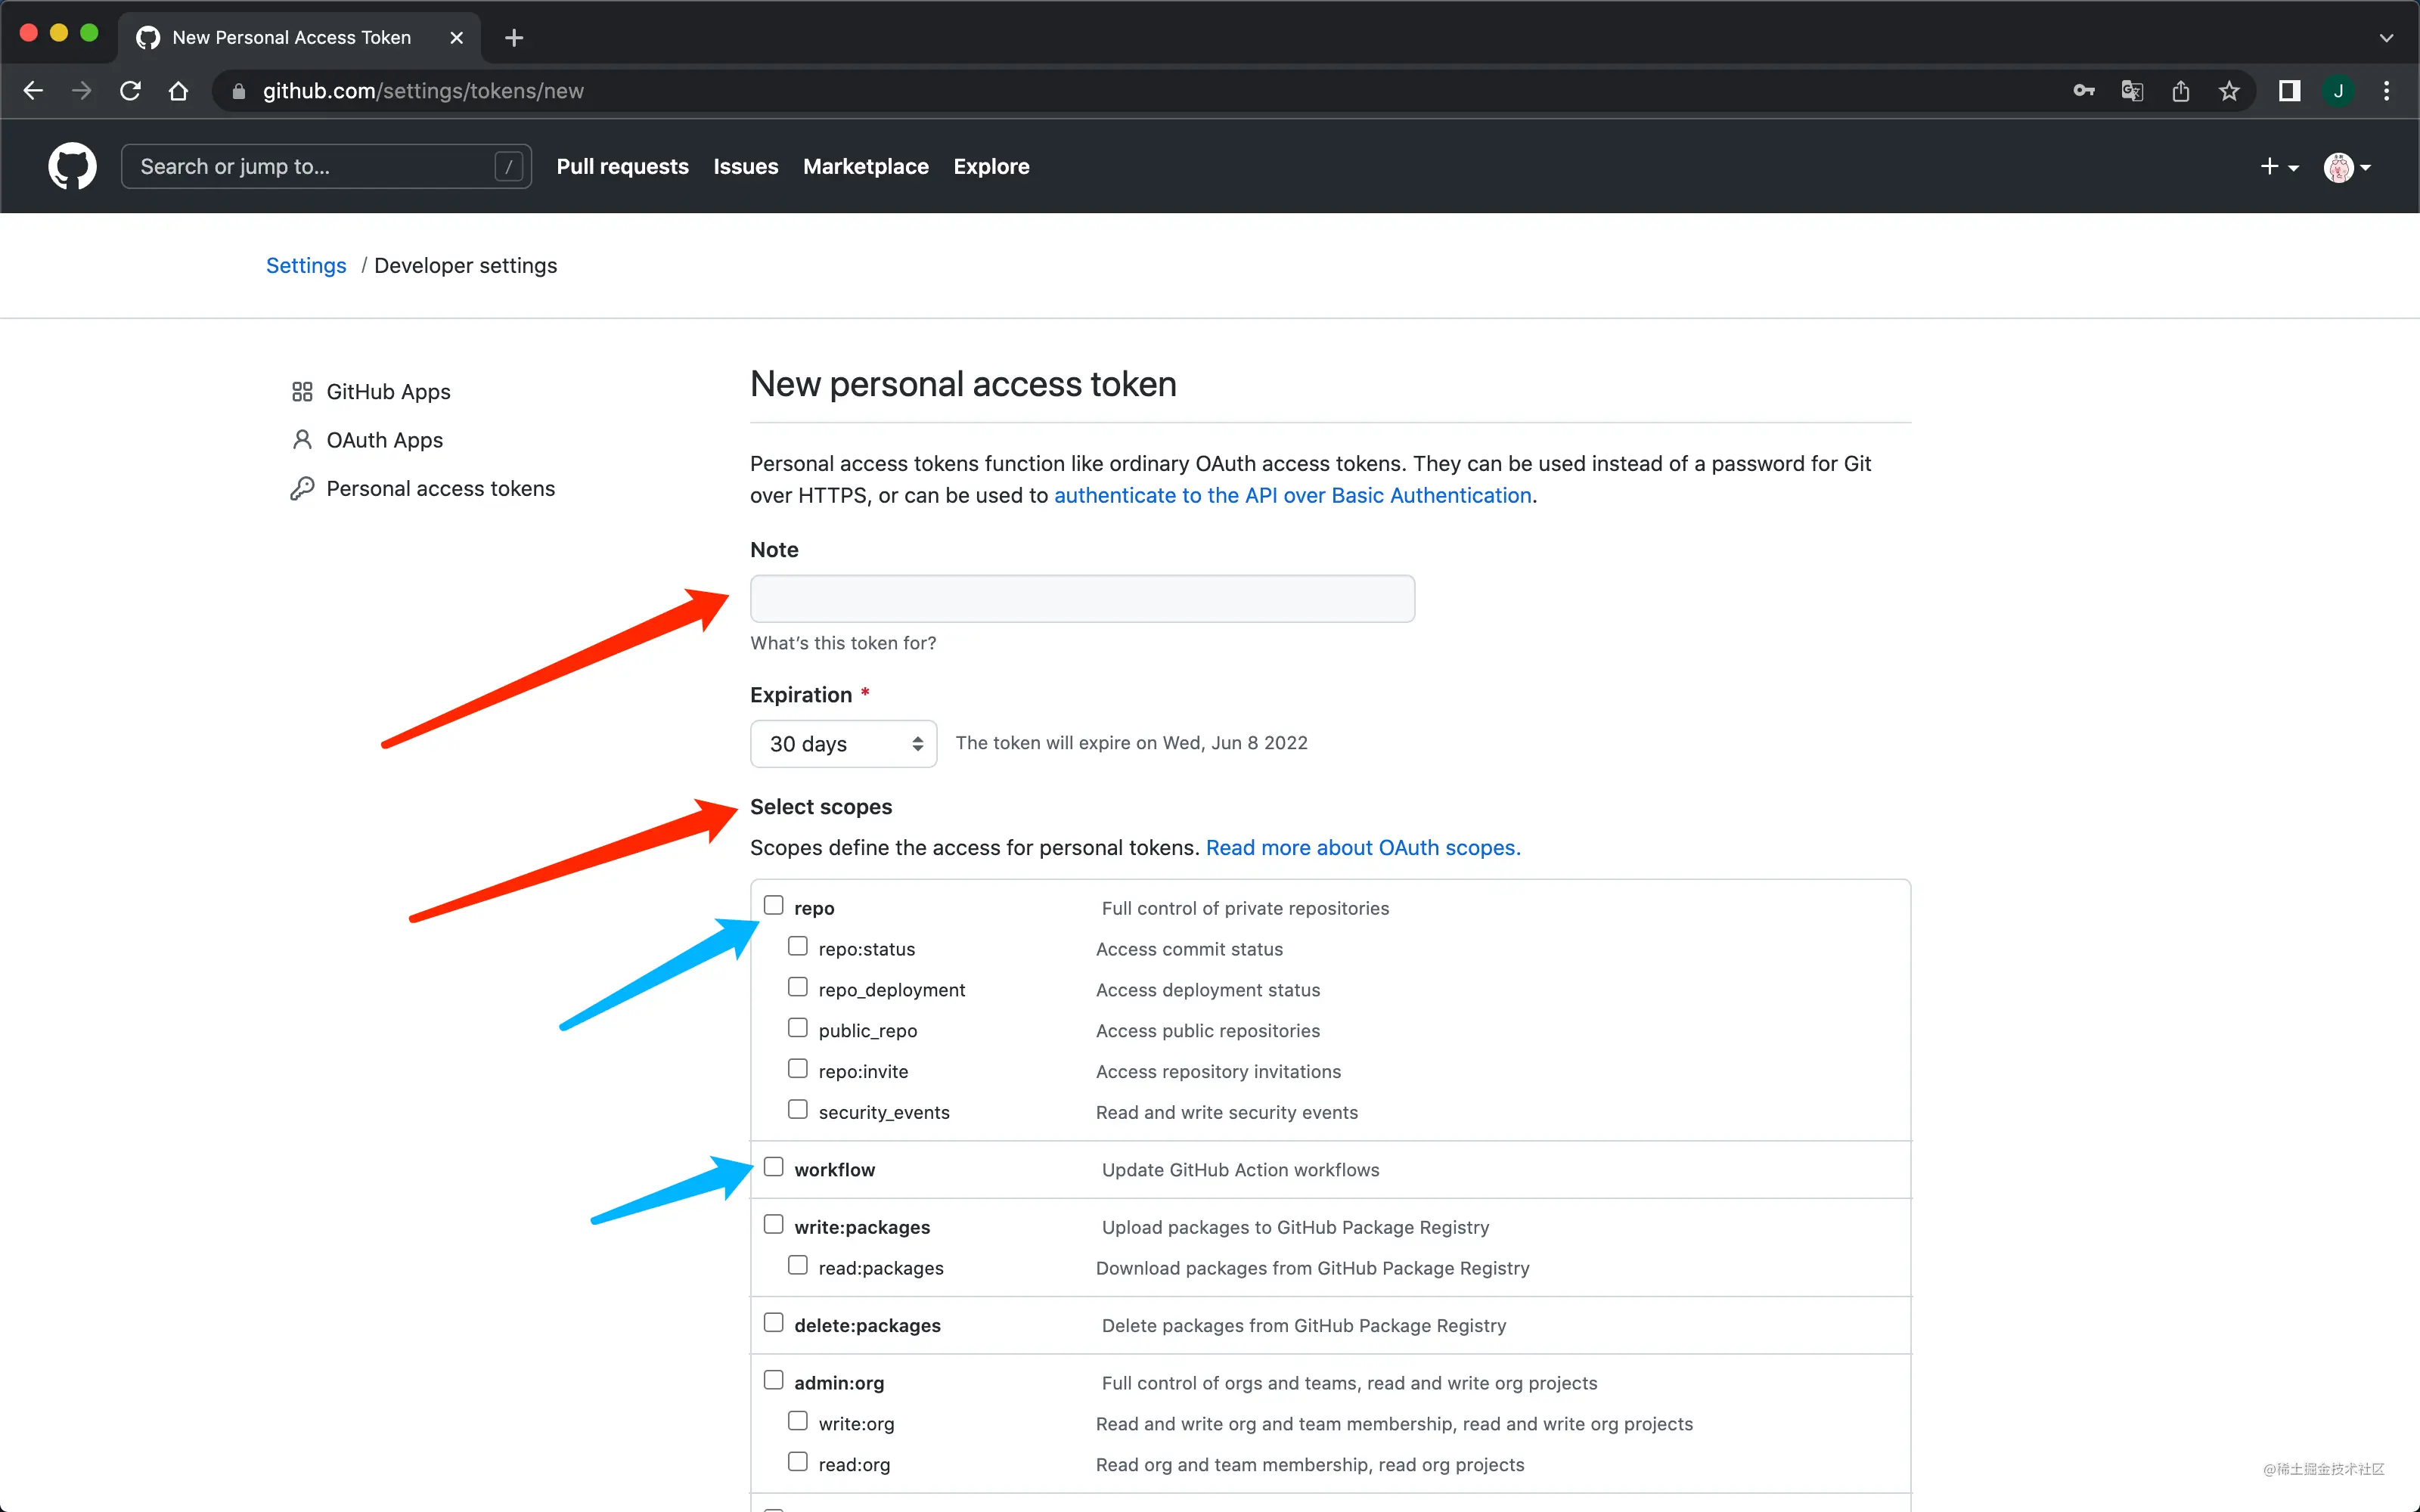 New Personal Access Token
github.com/settings/tokens/new
J
Search or jump to...
/
Pull requests
Issues
Marketplace
Explore
Settings / Developer settings
GitHub Apps
OAuth Apps
Personal access tokens
New personal access token
Personal access tokens function like ordinary OAuth access tokens. They can be used instead of a password for Git
over HTTPS, or can be used to authenticate to the API over Basic Authentication.
Note
What's this token for?
Expiration *
30 days
The token will expire on Wed, Jun 8 2022
Select scopes
Scopes define the access for personal tokens. Read more about OAuth scopes.
repo Full control of private repositories
repo:status Access commit status
repo_deployment Access deployment status
public_repo Access public repositories
repo:invite Access repository invitations
security_events Read and write security events
workflow Update GitHub Action workflows
write:packages Upload packages to GitHub Package Registry
read:packages Download packages from GitHub Package Registry
delete:packages Delete packages from GitHub Package Registry
admin:org Full control of orgs and teams, read and write org projects
write:org Read and write org and team membership, read and write org projects
read:org Read org and team membership, read org projects
@稀土掘金技术社区